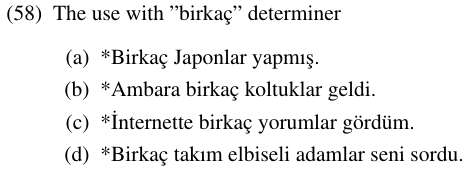 (58) The use with ”birkaç” determiner
(a) *Birkaç Japonlar yapmış.
(b) *Ambara birkaç koltuklar geldi.
(c) *İnternette birkaç yorumlar gördüm.
(d) *Birkaç takım elbiseli adamlar seni sordu.